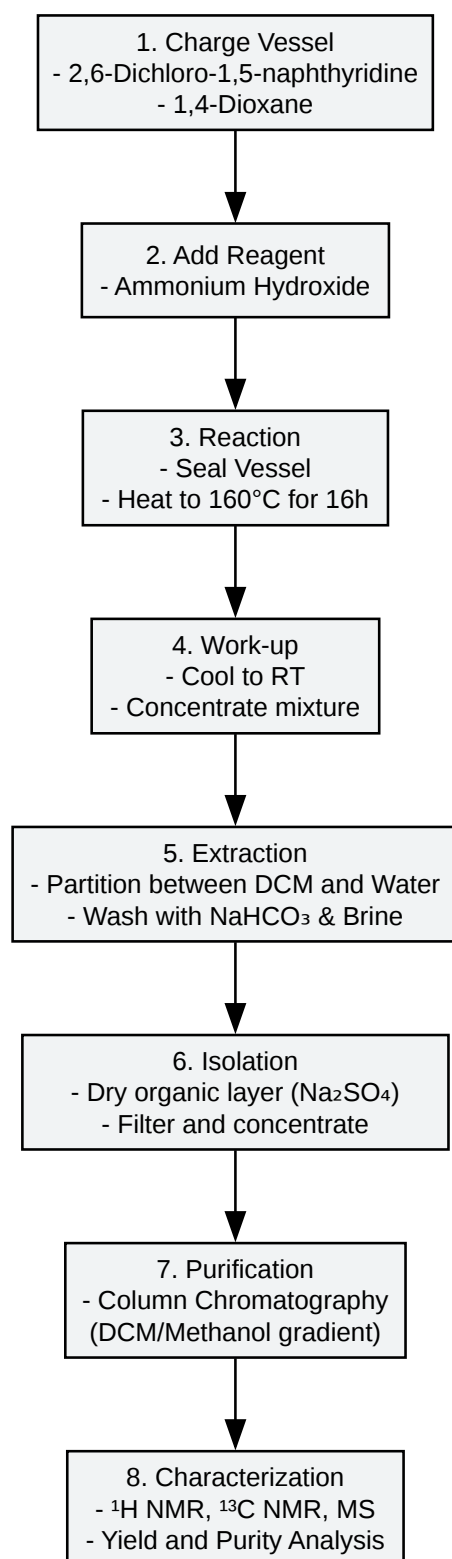 1. Charge Vessel
- 2,6-Dichloro-1,5-naphthyridine
- 1,4-Dioxane
2. Add Reagent
- Ammonium Hydroxide
3. Reaction
- Seal Vessel
- Heat to 160°C for 16h
4. Work-up
- Cool to RT
- Concentrate mixture
5. Extraction
- Partition between DCM and Water
- Wash with NaHCO₃ & Brine
6. Isolation
- Dry organic layer (Na₂SO₄)
- Filter and concentrate
7. Purification
- Column Chromatography
(DCM/Methanol gradient)
8. Characterization
- ¹H NMR, ¹³C NMR, MS
- Yield and Purity Analysis